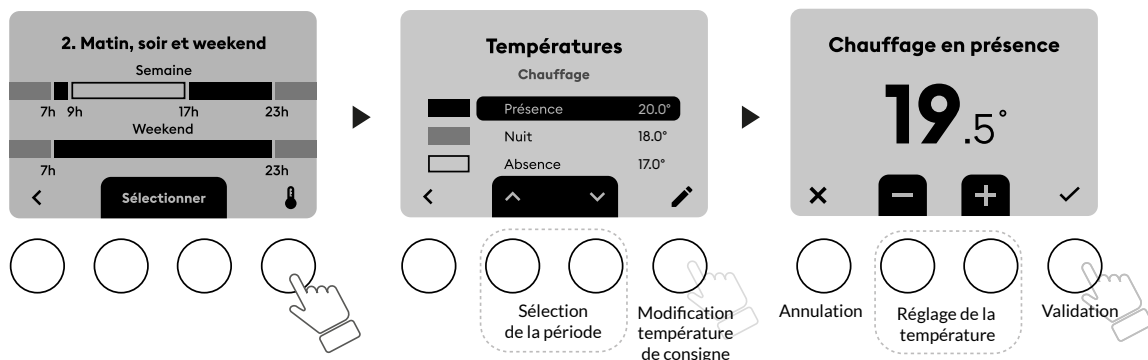 2. Matin, soir et weekend
Semaine
7h 9h 17h 23h
Weekend
7h 23h
Sélectionner
Températures
Chauffage
Présence 20.0°
Nuit 18.0°
Absence 17.0°
Sélection
de la période
Modification
température
de consigne
Chauffage en présence
19.5°
Annulation
Réglage de la
température
Validation